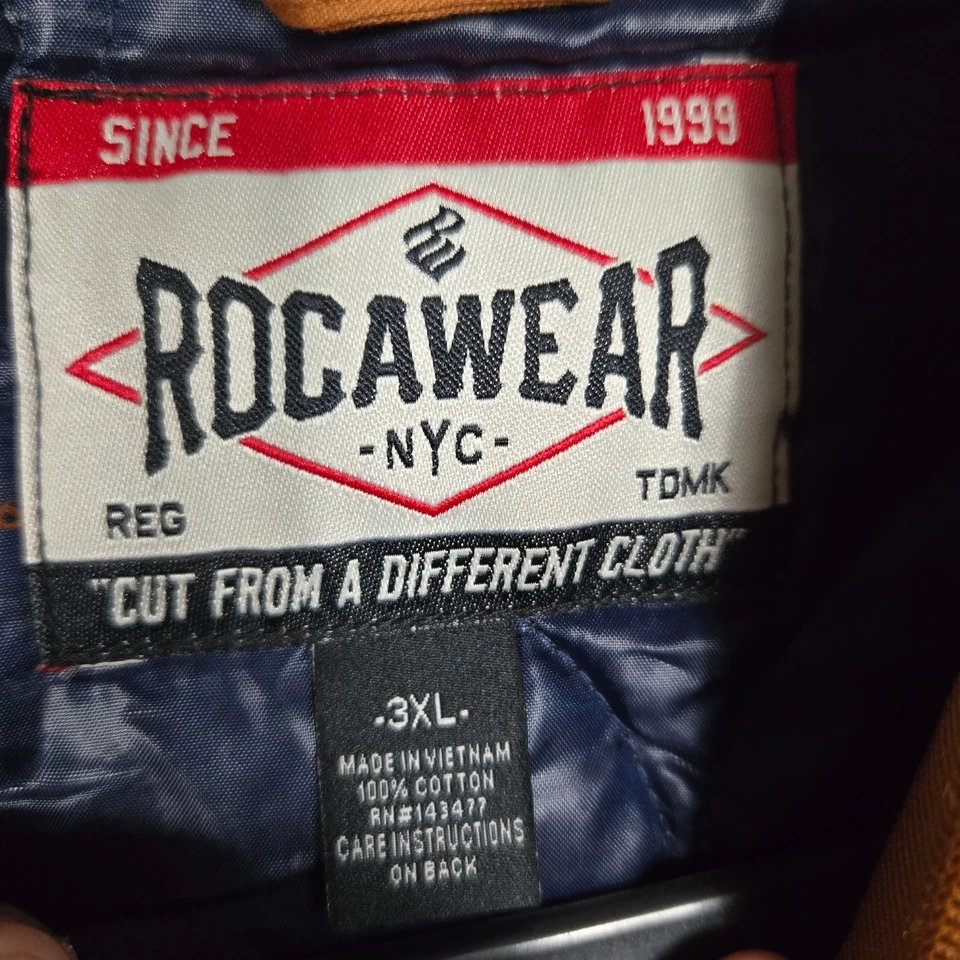 SINCE 1999
RW
ROCAWEAR
-NYC-
REG TDMK
"CUT FROM A DIFFERENT CLOTH"
-3XL-
MADE IN VIETNAM
100% COTTON
RN#143477
CARE INSTRUCTIONS
ON BACK